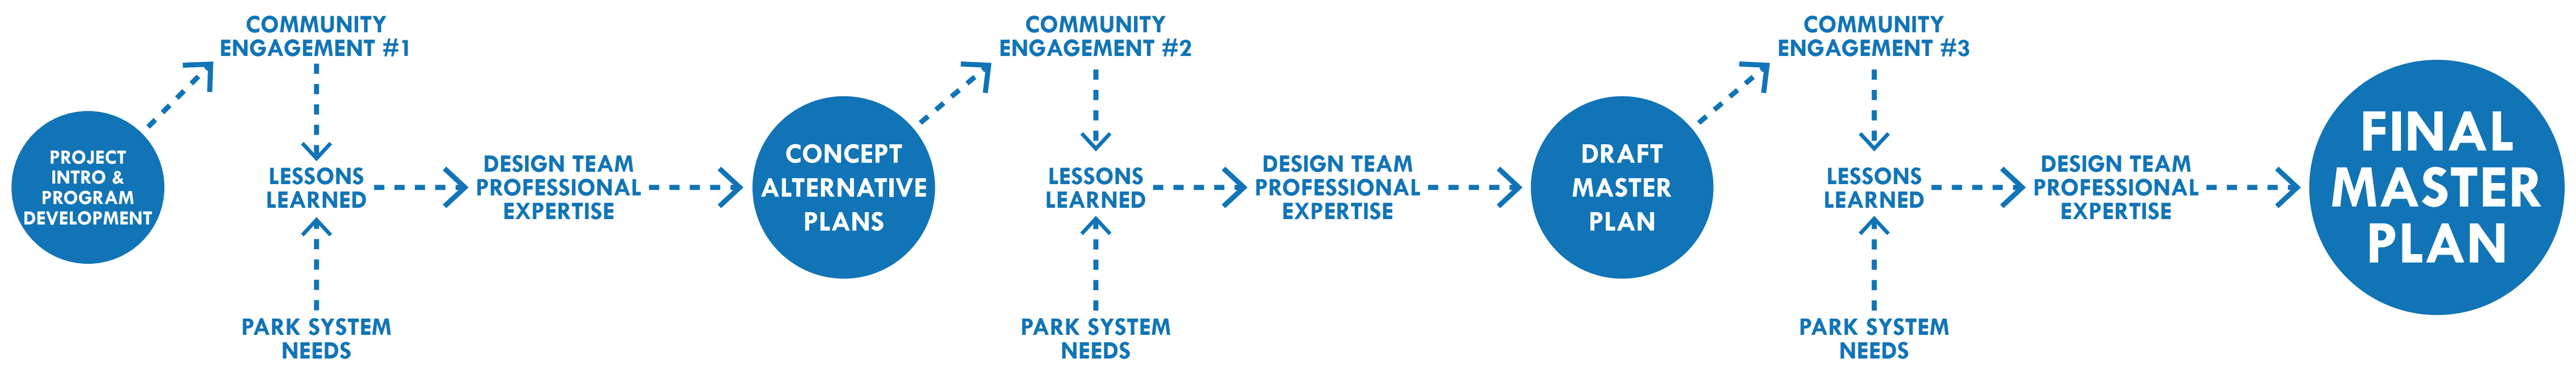 PROJECT
INTRO &
PROGRAM
DEVELOPMENT
COMMUNITY
ENGAGEMENT #1
LESSONS
LEARNED
PARK SYSTEM
NEEDS
DESIGN TEAM
PROFESSIONAL
EXPERTISE
CONCEPT
ALTERNATIVE
PLANS
COMMUNITY
ENGAGEMENT #2
LESSONS
LEARNED
PARK SYSTEM
NEEDS
DESIGN TEAM
PROFESSIONAL
EXPERTISE
DRAFT
MASTER
PLAN
COMMUNITY
ENGAGEMENT #3
LESSONS
LEARNED
PARK SYSTEM
NEEDS
DESIGN TEAM
PROFESSIONAL
EXPERTISE
FINAL
MASTER
PLAN